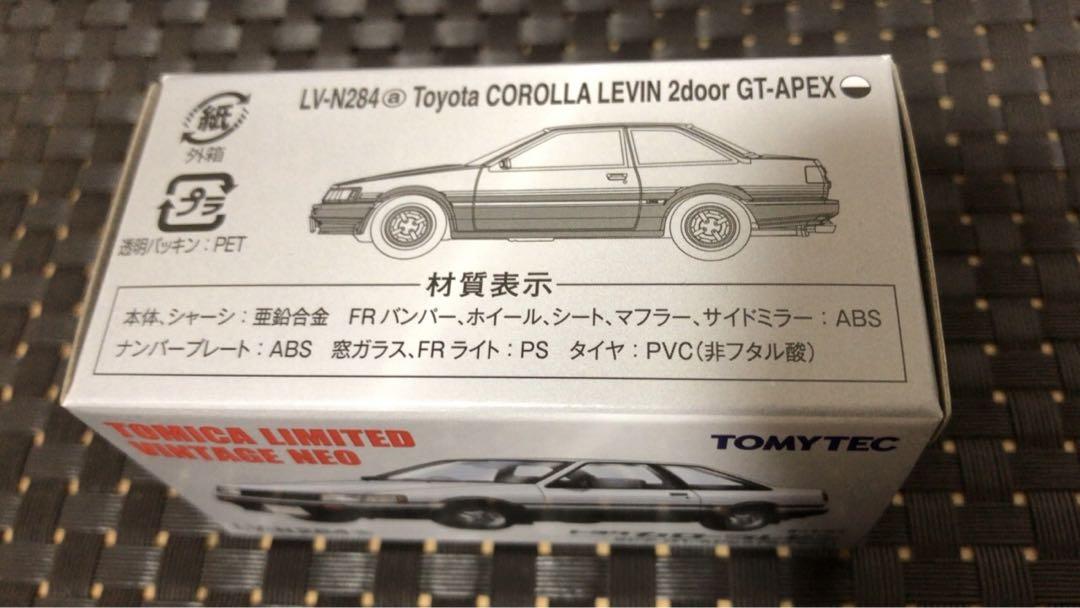 LV-N284ⓐ Toyota COROLLA LEVIN 2door GT-APEX
紙
外箱
プラ
透明パッキン：PET
材質表示
本体、シャーシ：亜鉛合金 FRバンパー、ホイール、シート、マフラー、サイドミラー：ABS
ナンバープレート：ABS 窓ガラス、FRライト：PS タイヤ：PVC（非フタル酸）
TOMICA LIMITED
VINTAGE NEO
TOMYTEC